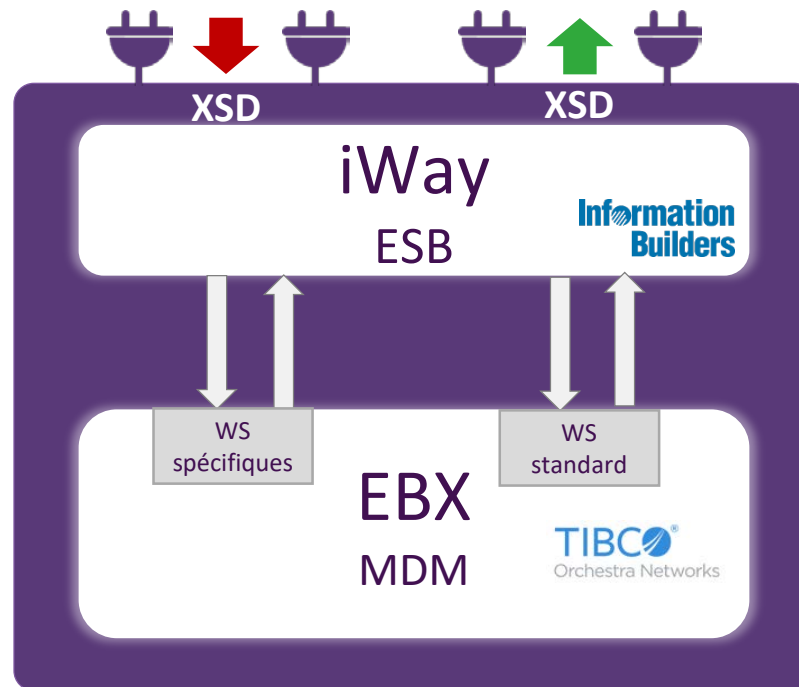 XSD
XSD
iWay
ESB
Information
Builders
WS
spécifiques
WS
standard
EBX
MDM
TIBCO®
Orchestra Networks